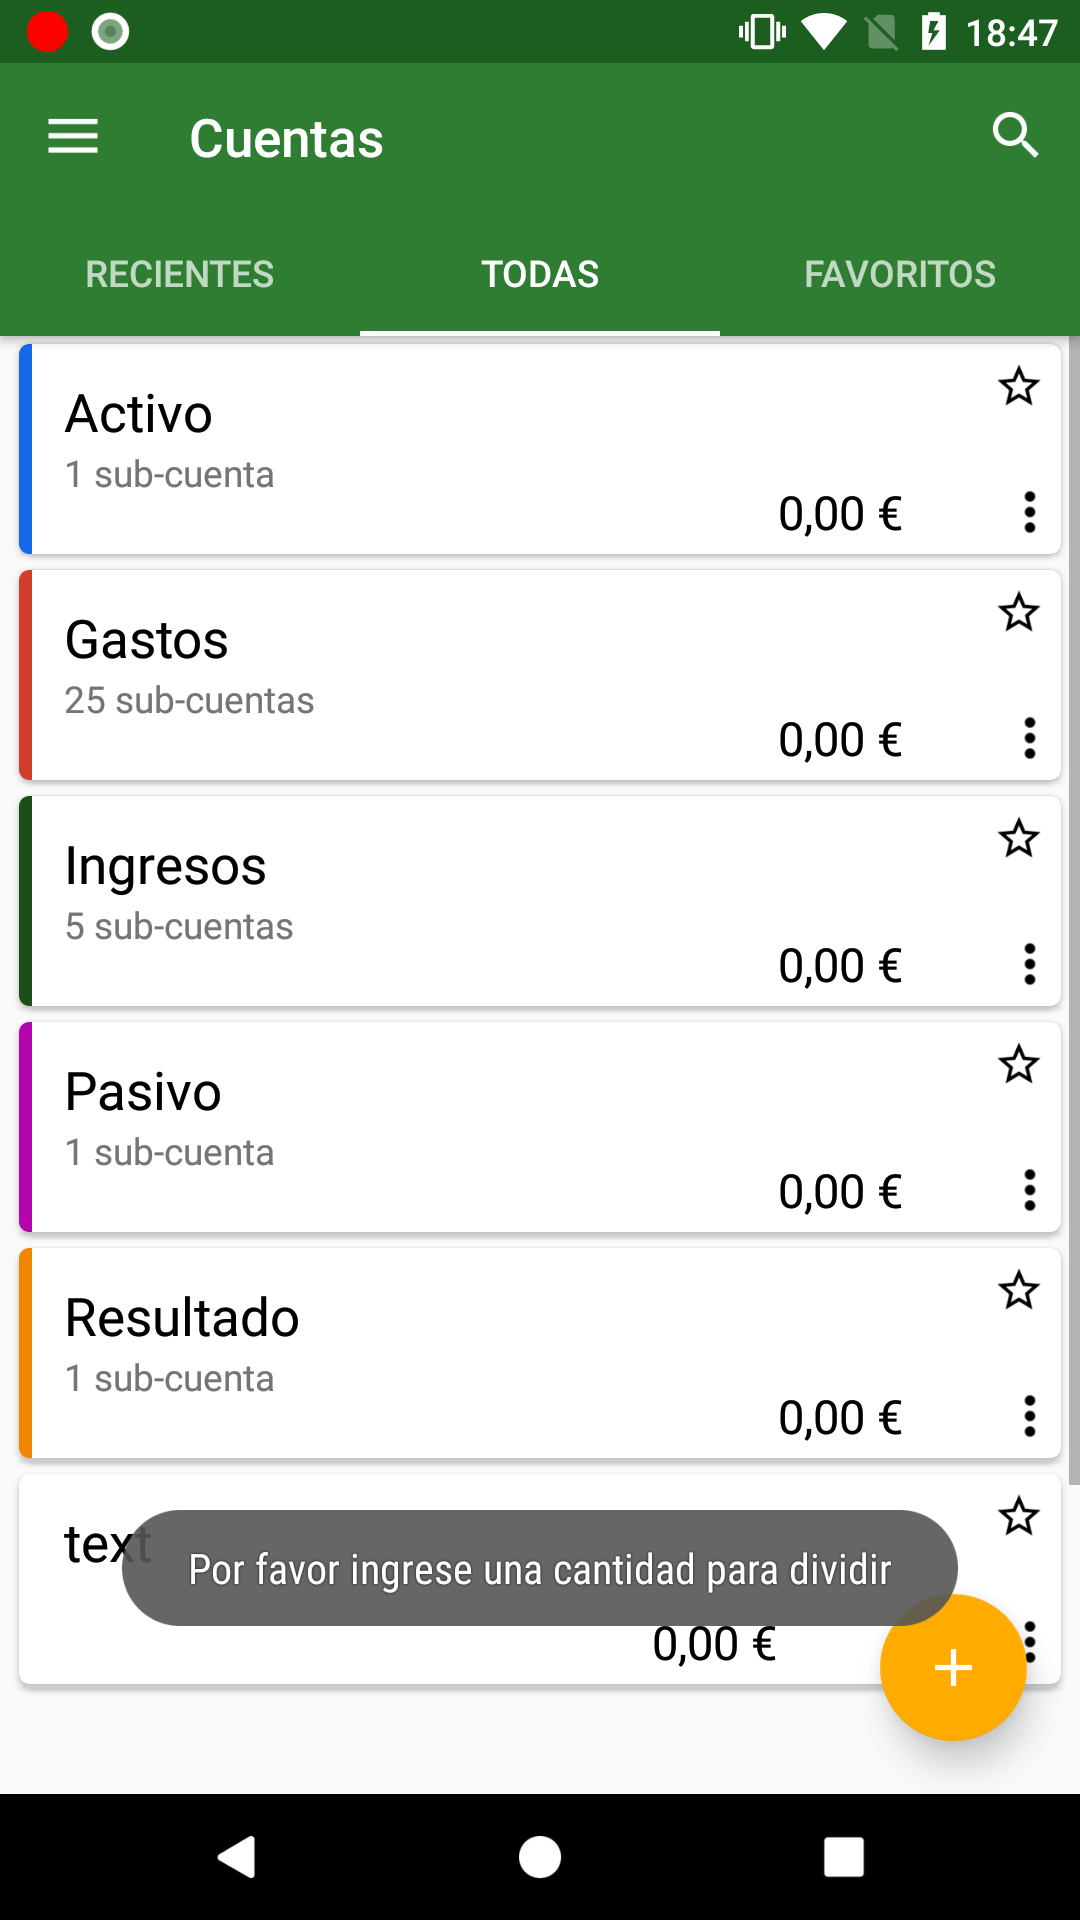 18:47
Cuentas
RECIENTES TODAS FAVORITOS
Activo
1 sub-cuenta
0,00 €
Gastos
25 sub-cuentas
0,00 €
Ingresos
5 sub-cuentas
0,00 €
Pasivo
1 sub-cuenta
0,00 €
Resultado
1 sub-cuenta
0,00 €
text
Por favor ingrese una cantidad para dividir
0,00 €